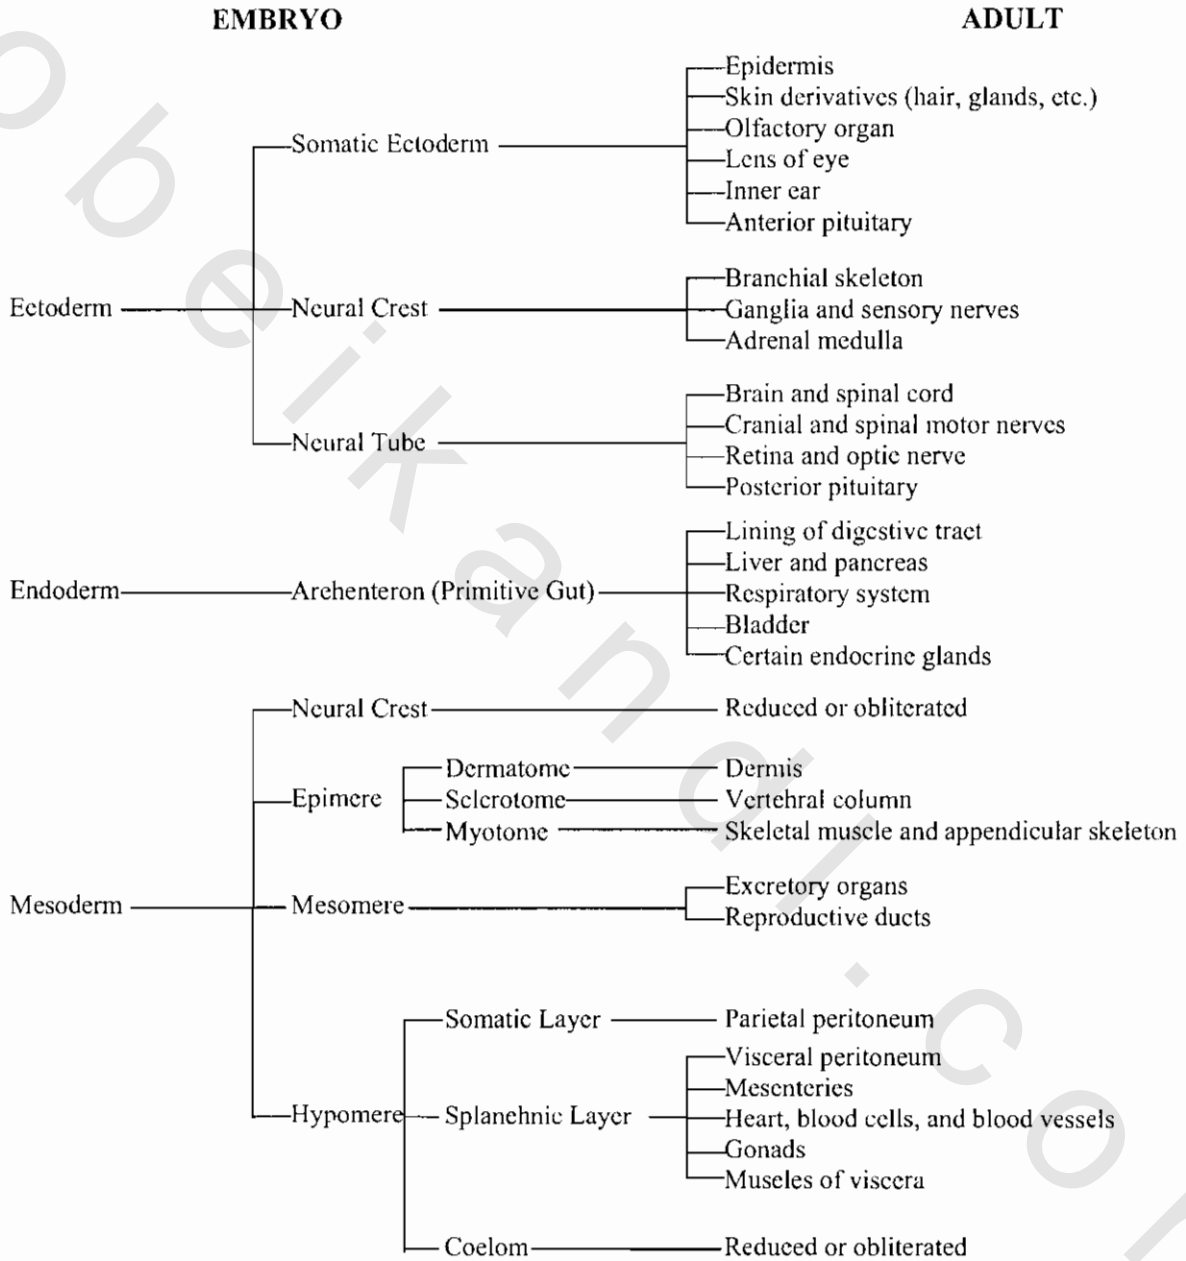 EMBRYO ADULT
Epidermis
Skin derivatives (hair, glands, etc.)
Olfactory organ
Somatic Ectoderm
Lens of eye
Inner ear
Anterior pituitary
Branchial skeleton
Ectoderm Neural Crest Ganglia and sensory nerves
Adrenal medulla
Brain and spinal cord
Cranial and spinal motor nerves
Neural Tube
Retina and optic nerve
Posterior pituitary
Lining of digestive tract
Liver and pancreas
Endoderm Archenteron (Primitive Gut) Respiratory system
Bladder
Certain endocrine glands
Neural Crest Reduced or obliterated
Dermatome Dermis
Epimere Sclerotome Vertehral column
Myotome Skeletal muscle and appendicular skeleton
Excretory organs
Mesoderm Mesomere
Reproductive ducts
Somatic Layer Parietal peritoneum
Visceral peritoneum
Mesenteries
Hypomere Splanehnic Layer Heart, blood cells, and blood vessels
Gonads
Museles of viscera
Coelom Reduced or obliterated
obeikandl.com